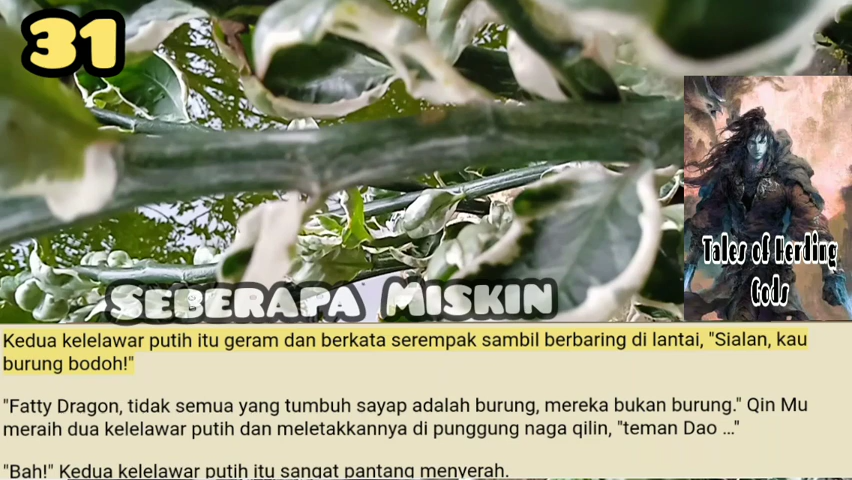 31
Tales of Herding
Gods
SEBERAPA MISKIN
Kedua kelelawar putih itu geram dan berkata serempak sambil berbaring di lantai, "Sialan, kau
burung bodoh!"
"Fatty Dragon, tidak semua yang tumbuh sayap adalah burung, mereka bukan burung." Qin Mu
meraih dua kelelawar putih dan meletakkannya di punggung naga qilin, "teman Dao ..."
"Bah!" Kedua kelelawar putih itu sangat pantang menyerah.